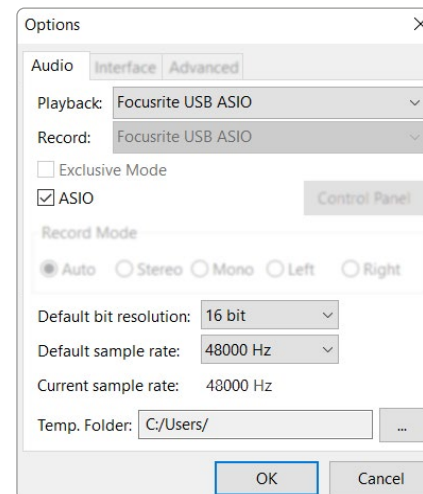 Options
Audio Interface Advanced
Playback: Focusrite USB ASIO
Record: Focusrite USB ASIO
Exclusive Mode
ASIO Control Panel
Record Mode
Auto Stereo Mono Left Right
Default bit resolution: 16 bit
Default sample rate: 48000 Hz
Current sample rate: 48000 Hz
Temp. Folder: C:/Users/ ...
OK Cancel